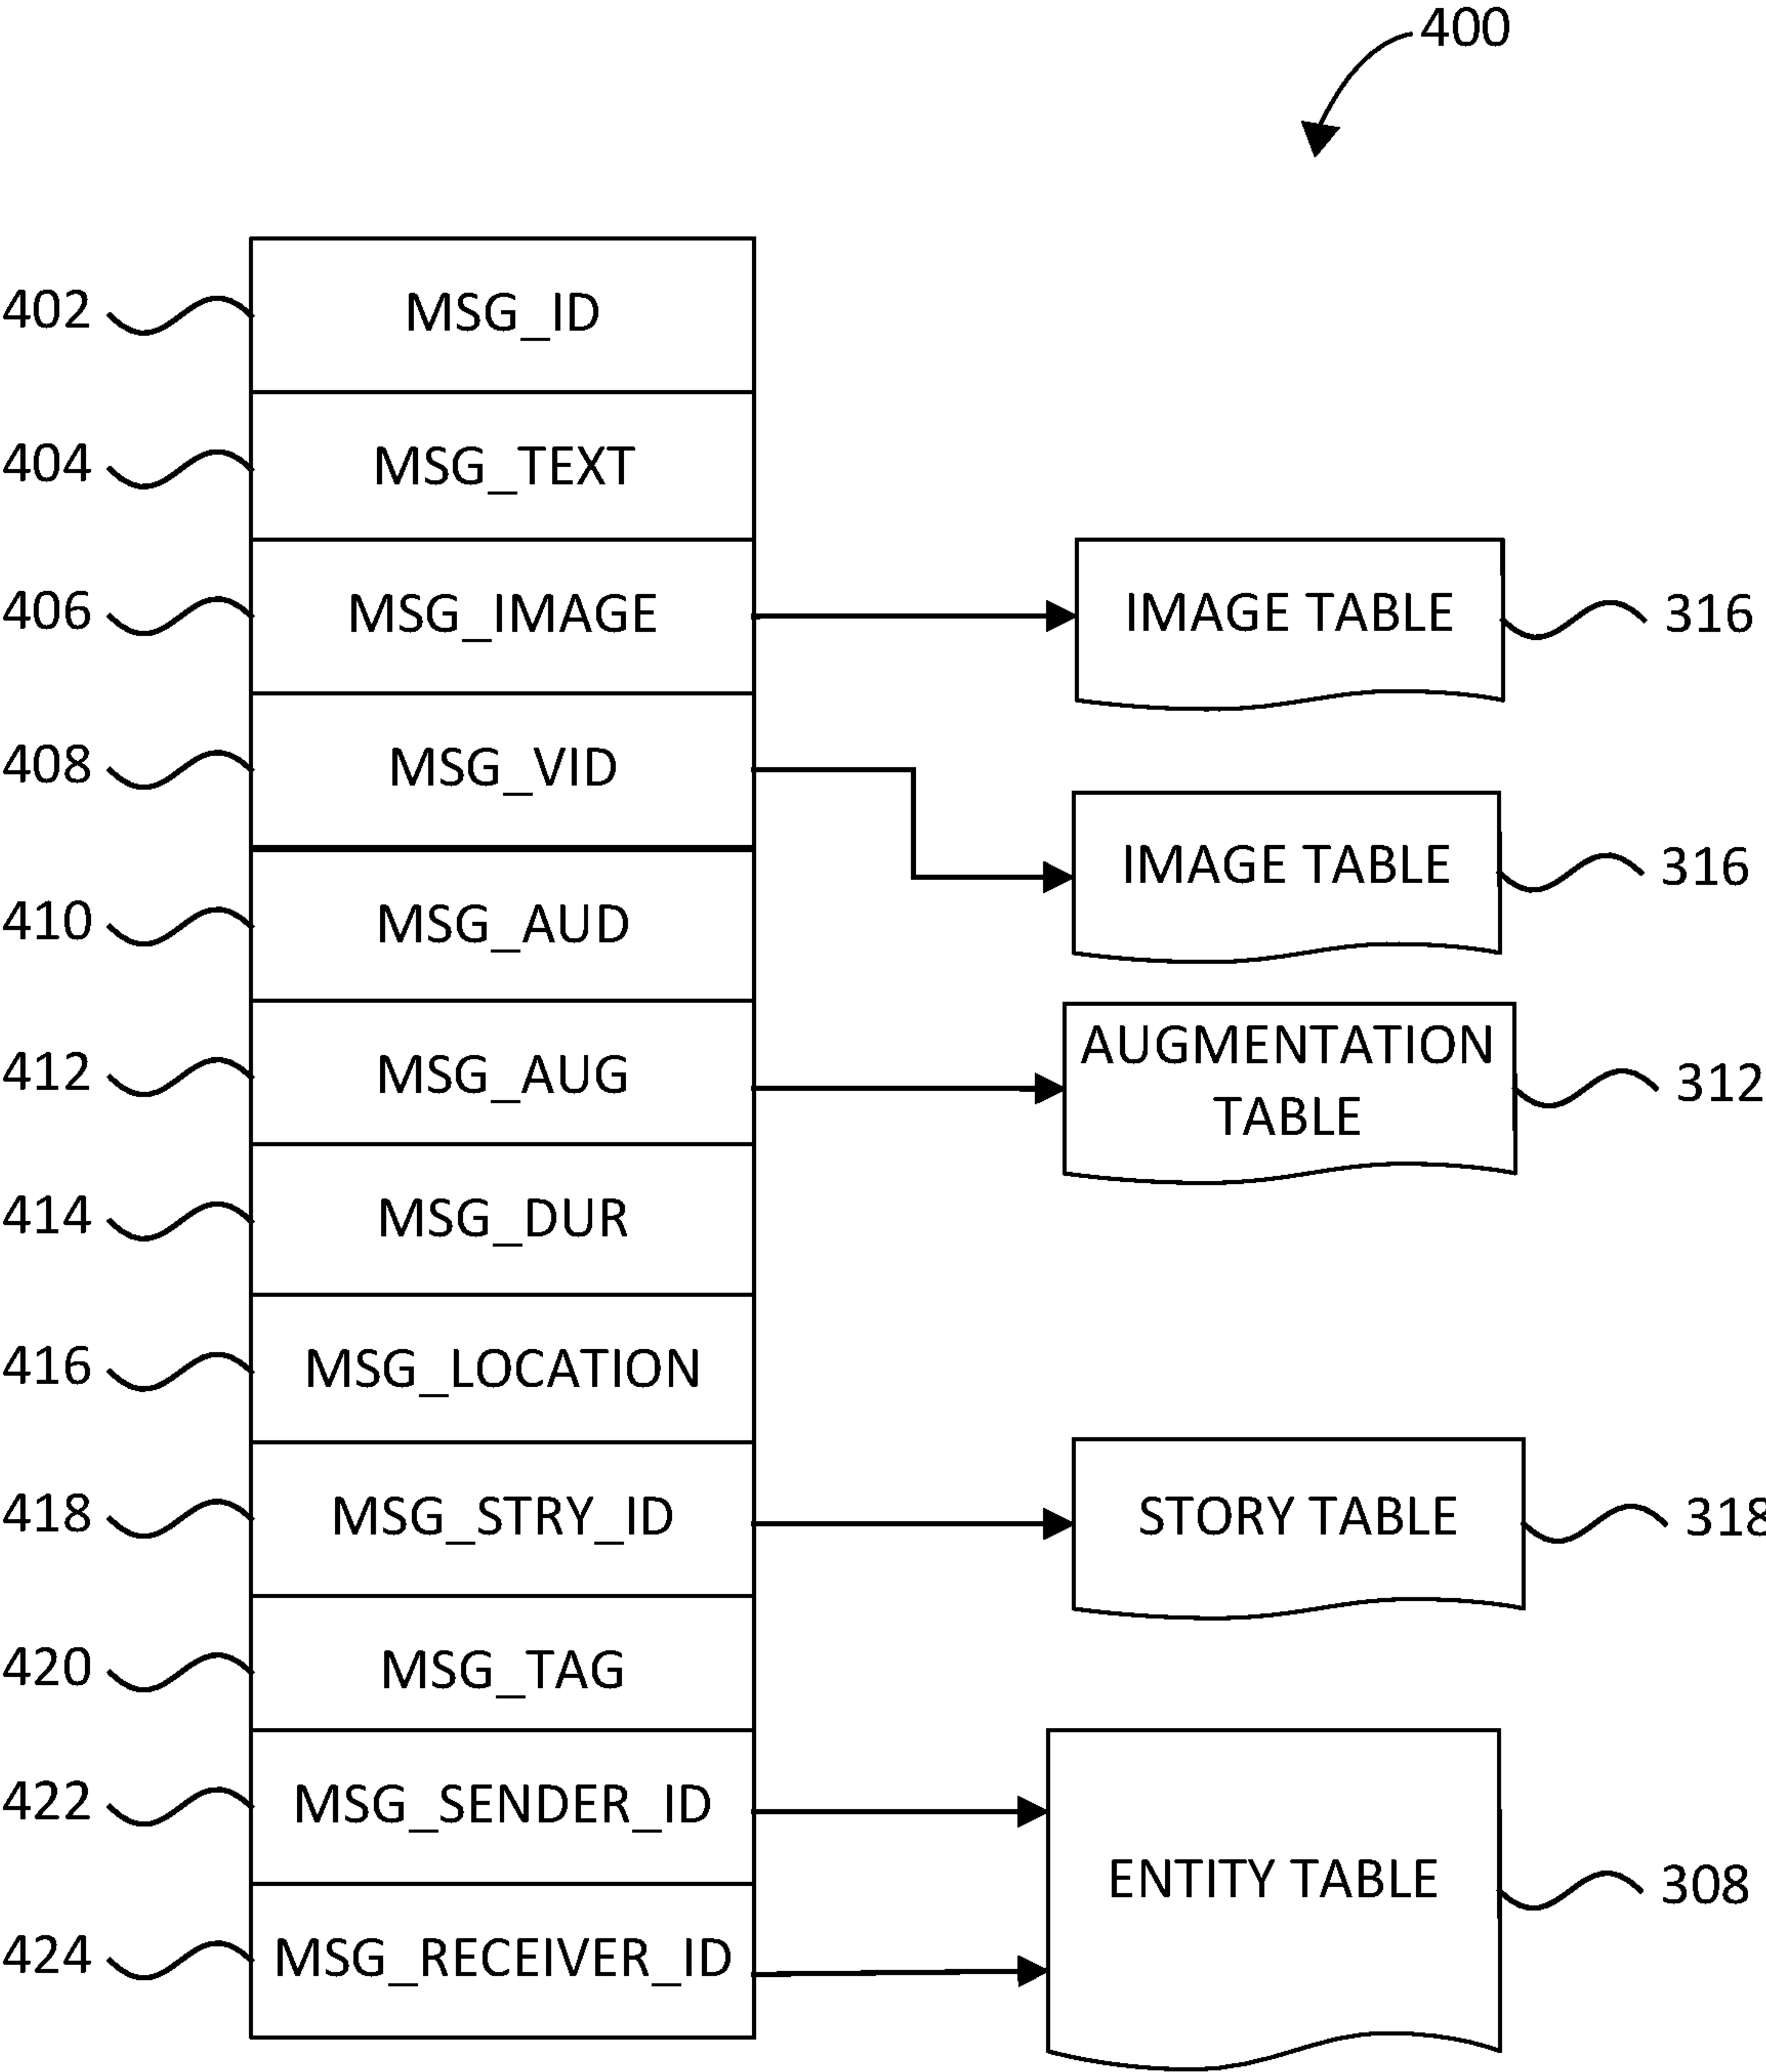 400
402 MSG_ID
404 MSG_TEXT
406 MSG_IMAGE IMAGE TABLE 316
408 MSG_VID IMAGE TABLE 316
410 MSG_AUD
412 MSG_AUG AUGMENTATION
TABLE 312
414 MSG_DUR
416 MSG_LOCATION
418 MSG_STRY_ID STORY TABLE 318
420 MSG_TAG
422 MSG_SENDER_ID
ENTITY TABLE 308
424 MSG_RECEIVER_ID